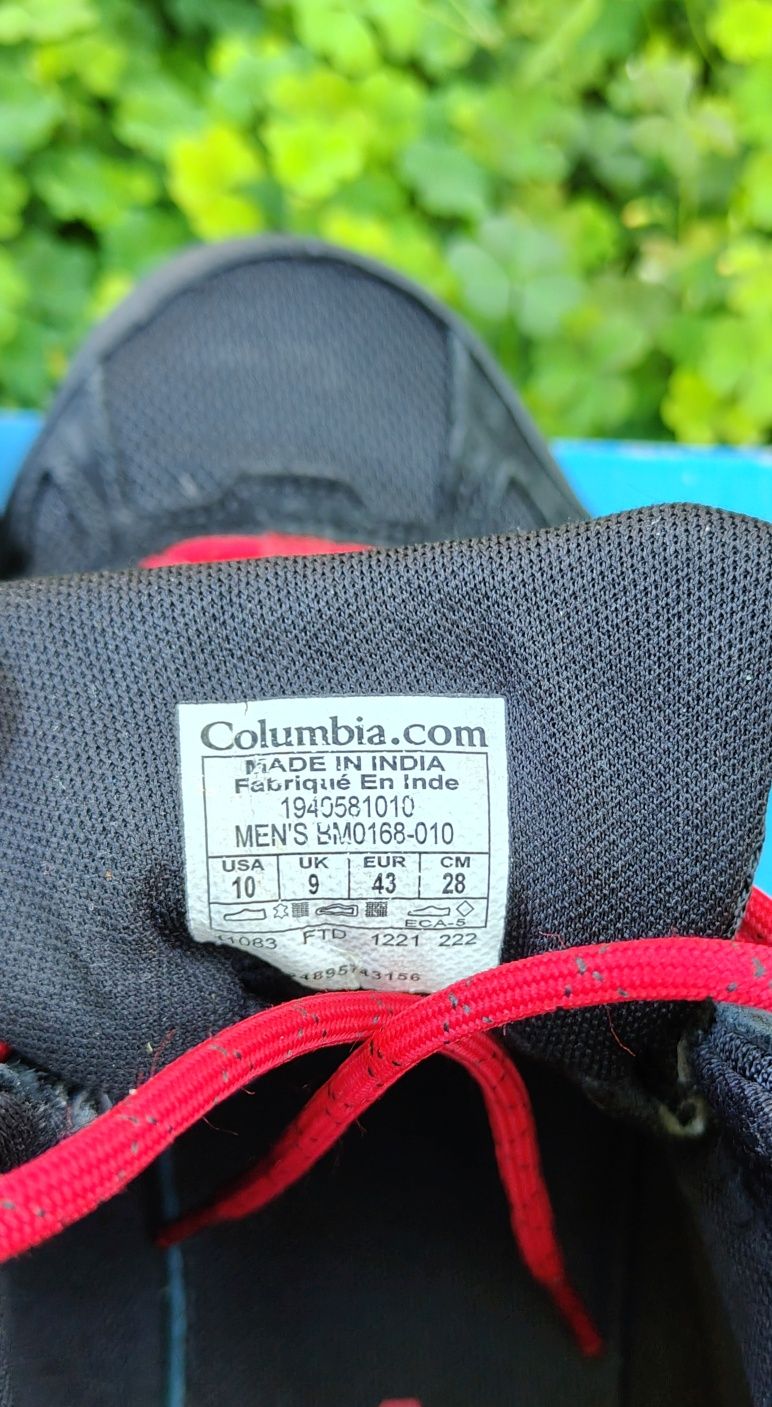 Columbia.com
MADE IN INDIA
Fabriqué En Inde
1940581010
MEN'S BM0168-010
USA UK EUR CM
10 9 43 28
ECA-5
FTD 1221 222